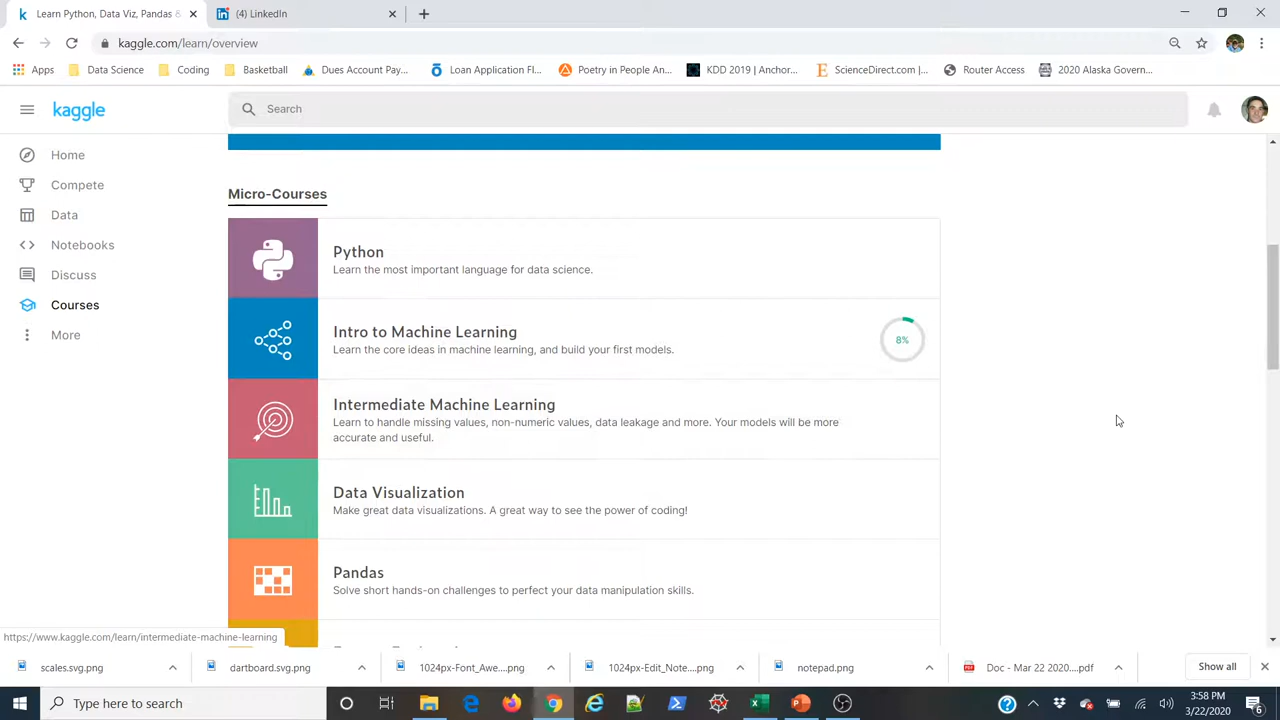 Learn Python, Data Viz, Pandas &
(4) LinkedIn
kaggle.com/learn/overview
Apps
Data Science
Coding
Basketball
Dues Account Pay...
Loan Application Fl...
Poetry in People An...
KDD 2019 | Anchor...
ScienceDirect.com |...
Router Access
2020 Alaska Govern...
kaggle
Search
Home
Compete
Data
Notebooks
Discuss
Courses
More
Micro-Courses
Python
Learn the most important language for data science.
Intro to Machine Learning
Learn the core ideas in machine learning, and build your first models.
8%
Intermediate Machine Learning
Learn to handle missing values, non-numeric values, data leakage and more. Your models will be more
accurate and useful.
Data Visualization
Make great data visualizations. A great way to see the power of coding!
Pandas
Solve short hands-on challenges to perfect your data manipulation skills.
https://www.kaggle.com/learn/intermediate-machine-learning
scales.svg.png
dartboard.svg.png
1024px-Font_Awe....png
1024px-Edit_Note....png
notepad.png
Doc - Mar 22 2020....pdf
Show all
Type here to search
3:58 PM
3/22/2020
6